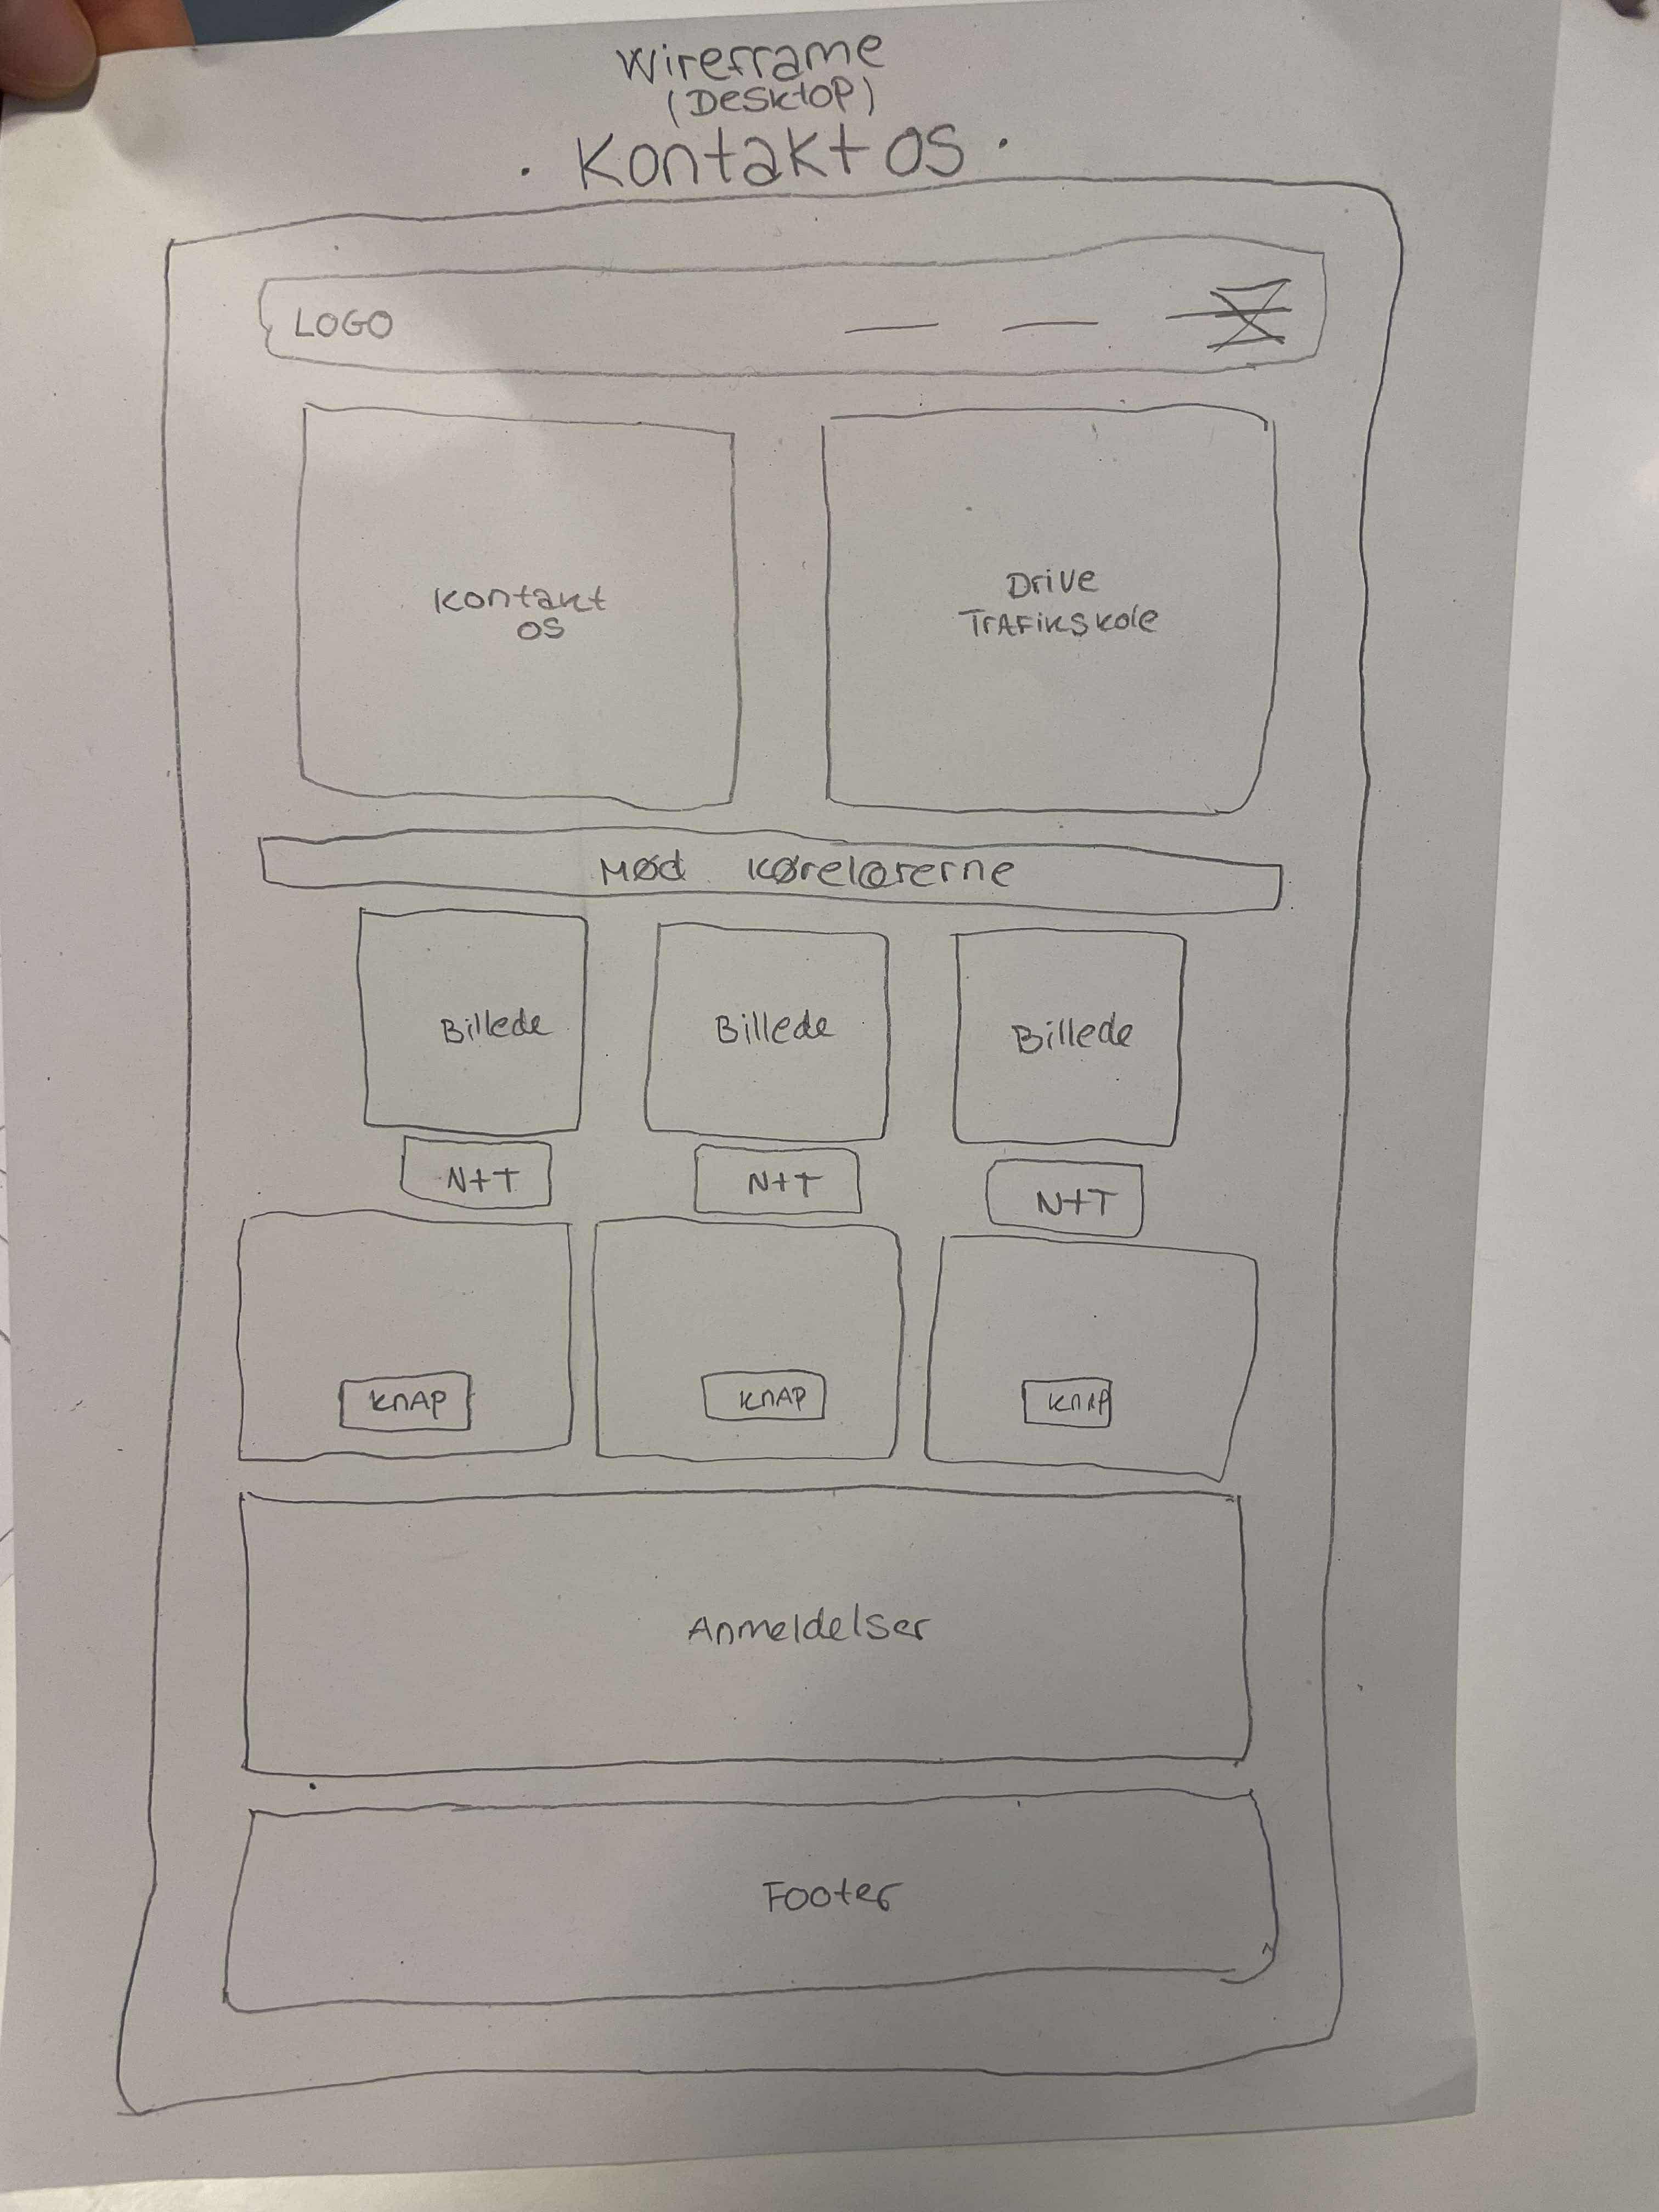 Wireframe
(Desktop)
· Kontakt os ·
LOGO
Kontakt
os
Drive
Trafikskole
Mød Kørelærerne
Billede Billede Billede
N+T N+T N+T
KNAP KNAP KNAP
Anmeldelser
Footer